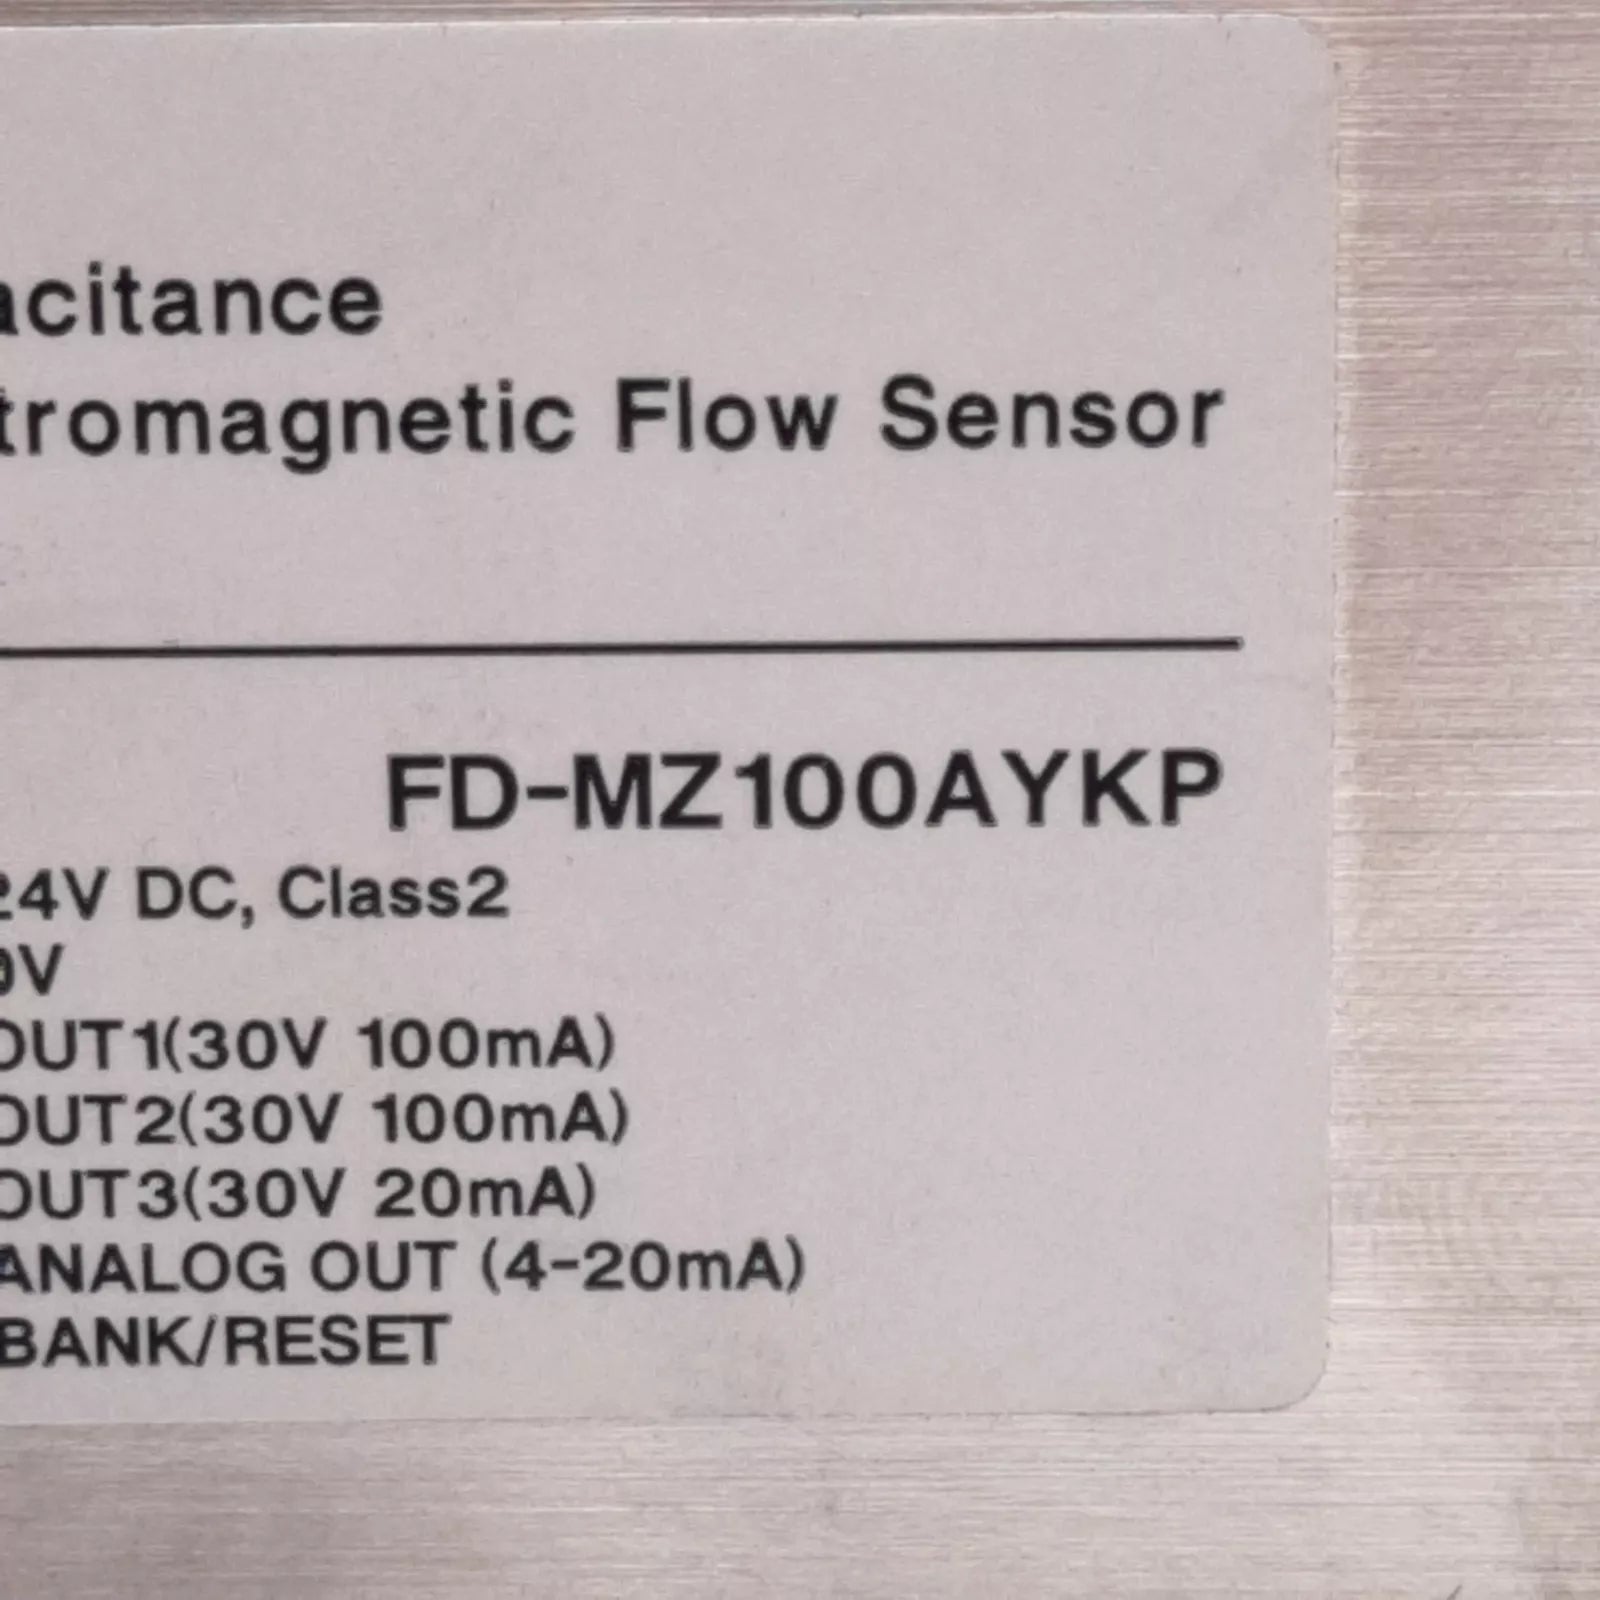 acitance
tromagnetic Flow Sensor
FD-MZ100AYKP
24V DC, Class2
0V
OUT1(30V 100mA)
OUT2(30V 100mA)
OUT3(30V 20mA)
ANALOG OUT (4-20mA)
BANK/RESET